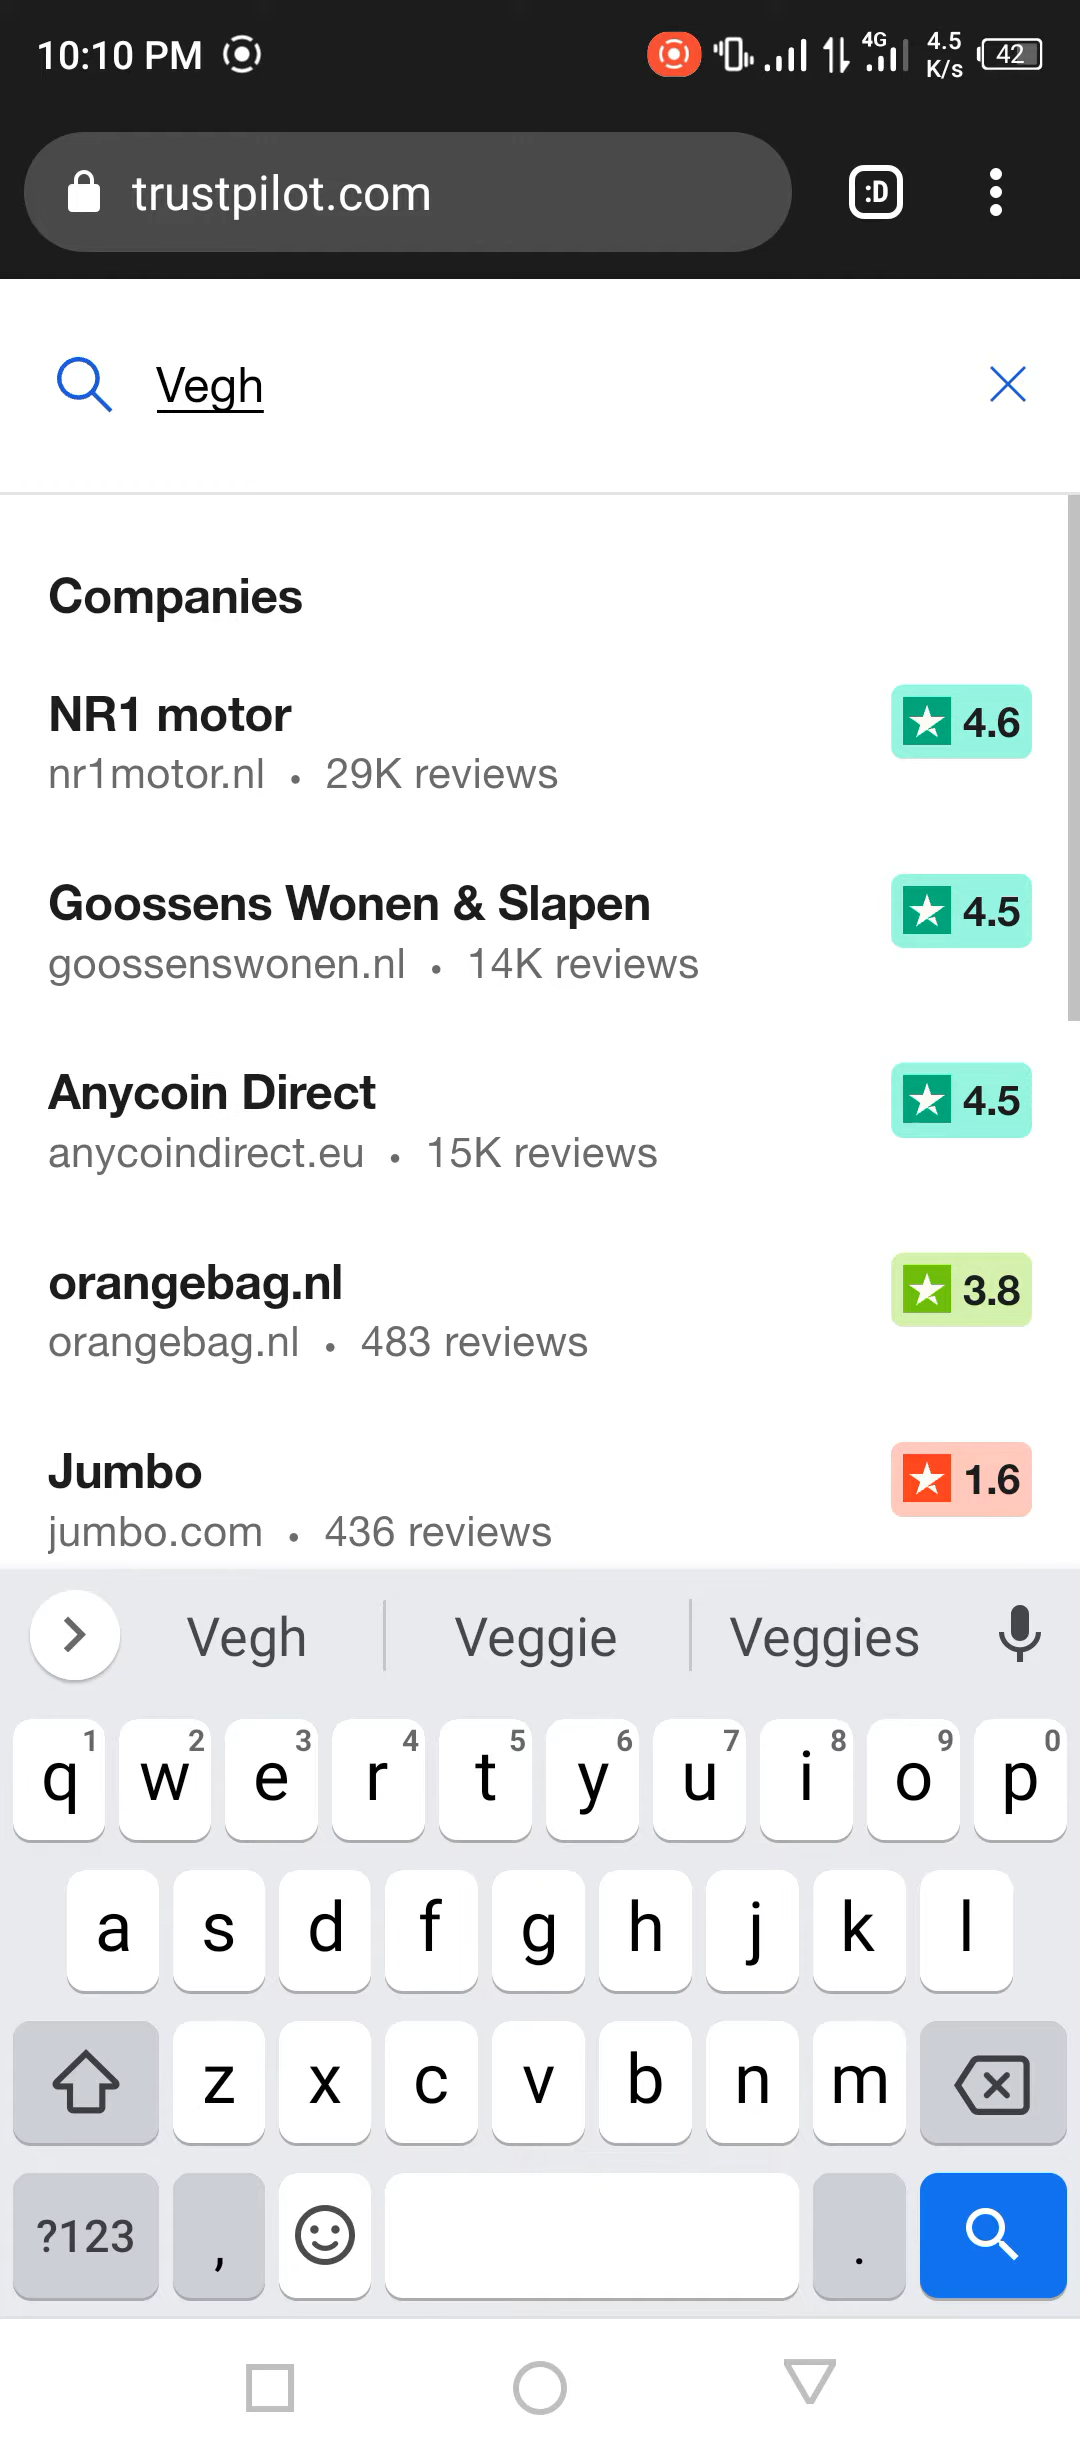 10:10 PM 4G 4.5 K/s 42
trustpilot.com :D
Vegh
Companies
NR1 motor 4.6
nr1motor.nl • 29K reviews
Goossens Wonen & Slapen 4.5
goossenswonen.nl • 14K reviews
Anycoin Direct 4.5
anycoindirect.eu • 15K reviews
orangebag.nl 3.8
orangebag.nl • 483 reviews
Jumbo 1.6
jumbo.com • 436 reviews
Vegh Veggie Veggies
1 2 3 4 5 6 7 8 9 0
q w e r t y u i o p
a s d f g h j k l
z x c v b n m
?123 , .